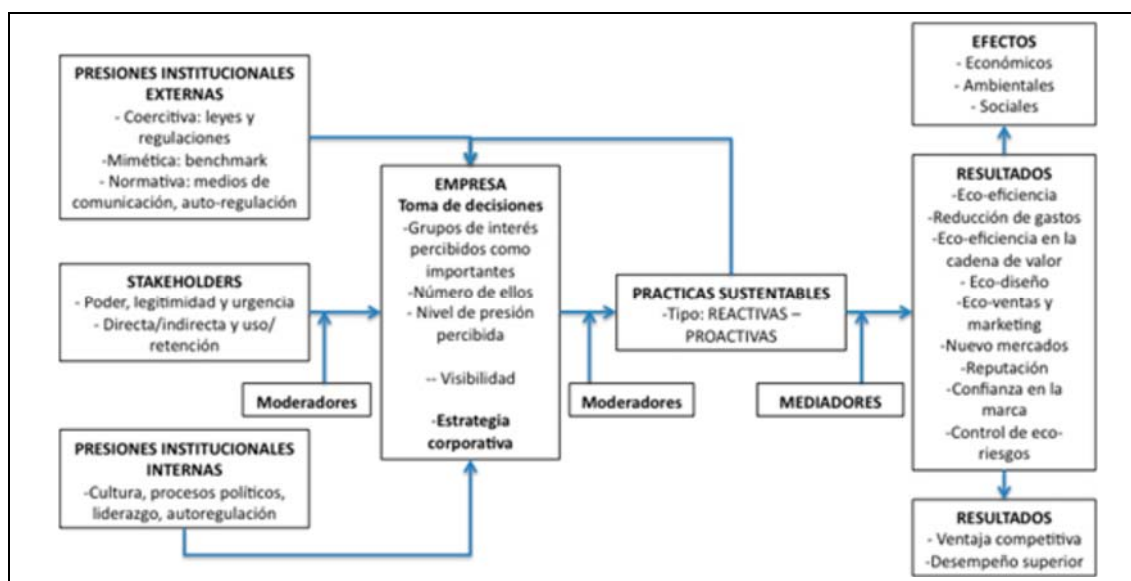 PRESIONES INSTITUCIONALES
EXTERNAS
- Coercitiva: leyes y
regulaciones
-Mimética: benchmark
- Normativa: medios de
comunicación, auto-regulación
STAKEHOLDERS
- Poder, legitimidad y urgencia
- Directa/indirecta y uso/
retención
Moderadores
PRESIONES INSTITUCIONALES
INTERNAS
-Cultura, procesos políticos,
liderazgo, autoregulación
EMPRESA
Toma de decisiones
-Grupos de interés
percibidos como
importantes
-Número de ellos
- Nivel de presión
percibida
-- Visibilidad
-Estrategia
corporativa
Moderadores
PRACTICAS SUSTENTABLES
-Tipo: REACTIVAS –
PROACTIVAS
MEDIADORES
EFECTOS
- Económicos
- Ambientales
- Sociales
RESULTADOS
-Eco-eficiencia
-Reducción de gastos
-Eco-eficiencia en la
cadena de valor
- Eco-diseño
-Eco-ventas y
marketing
-Nuevo mercados
-Reputación
-Confianza en la
marca
-Control de eco-
riesgos
RESULTADOS
- Ventaja competitiva
-Desempeño superior